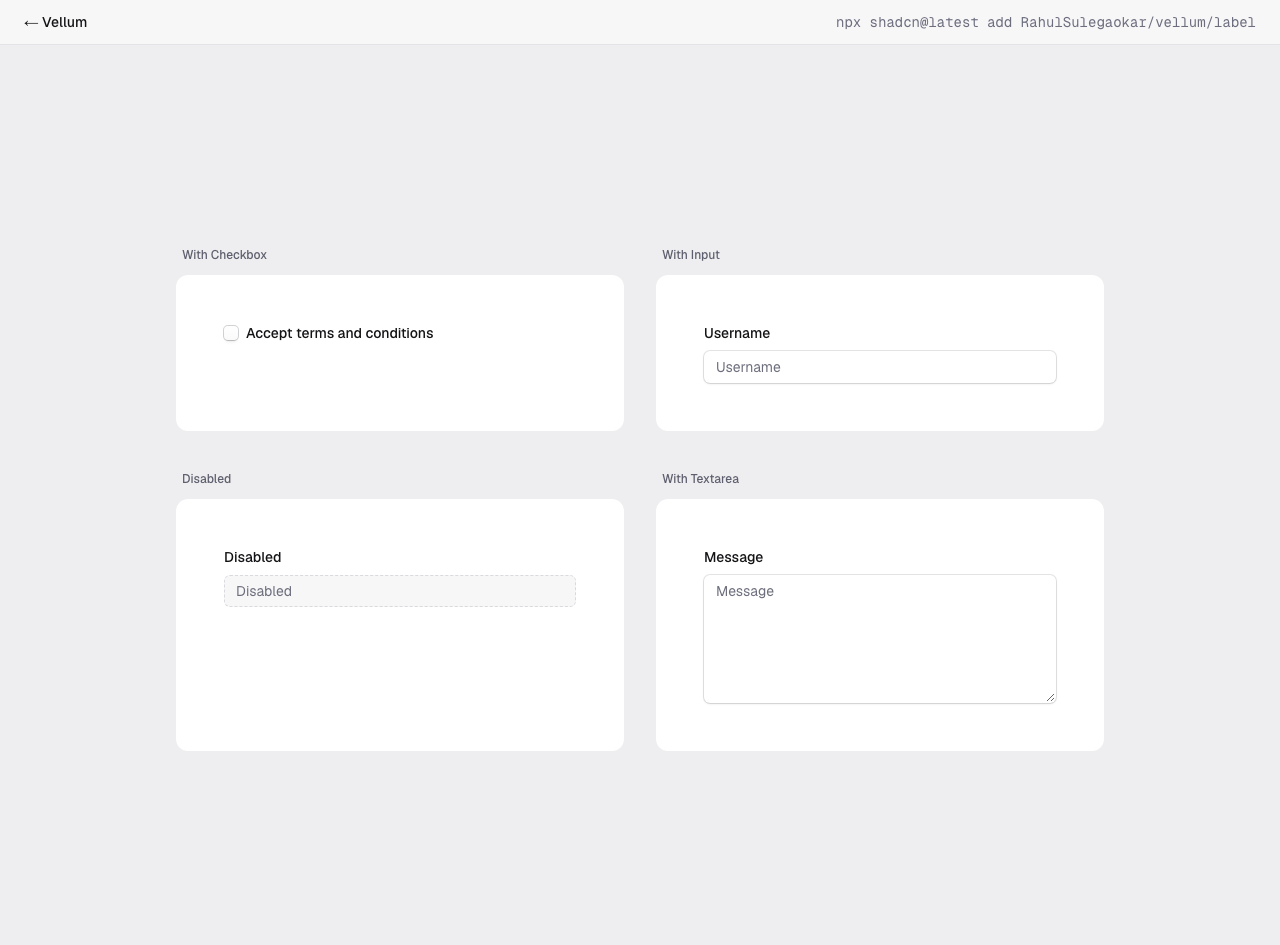 ← Vellum
npx shadcn@latest add RahulSulegaokar/vellum/label
With Checkbox
Accept terms and conditions
With Input
Username
Username
Disabled
Disabled
Disabled
With Textarea
Message
Message